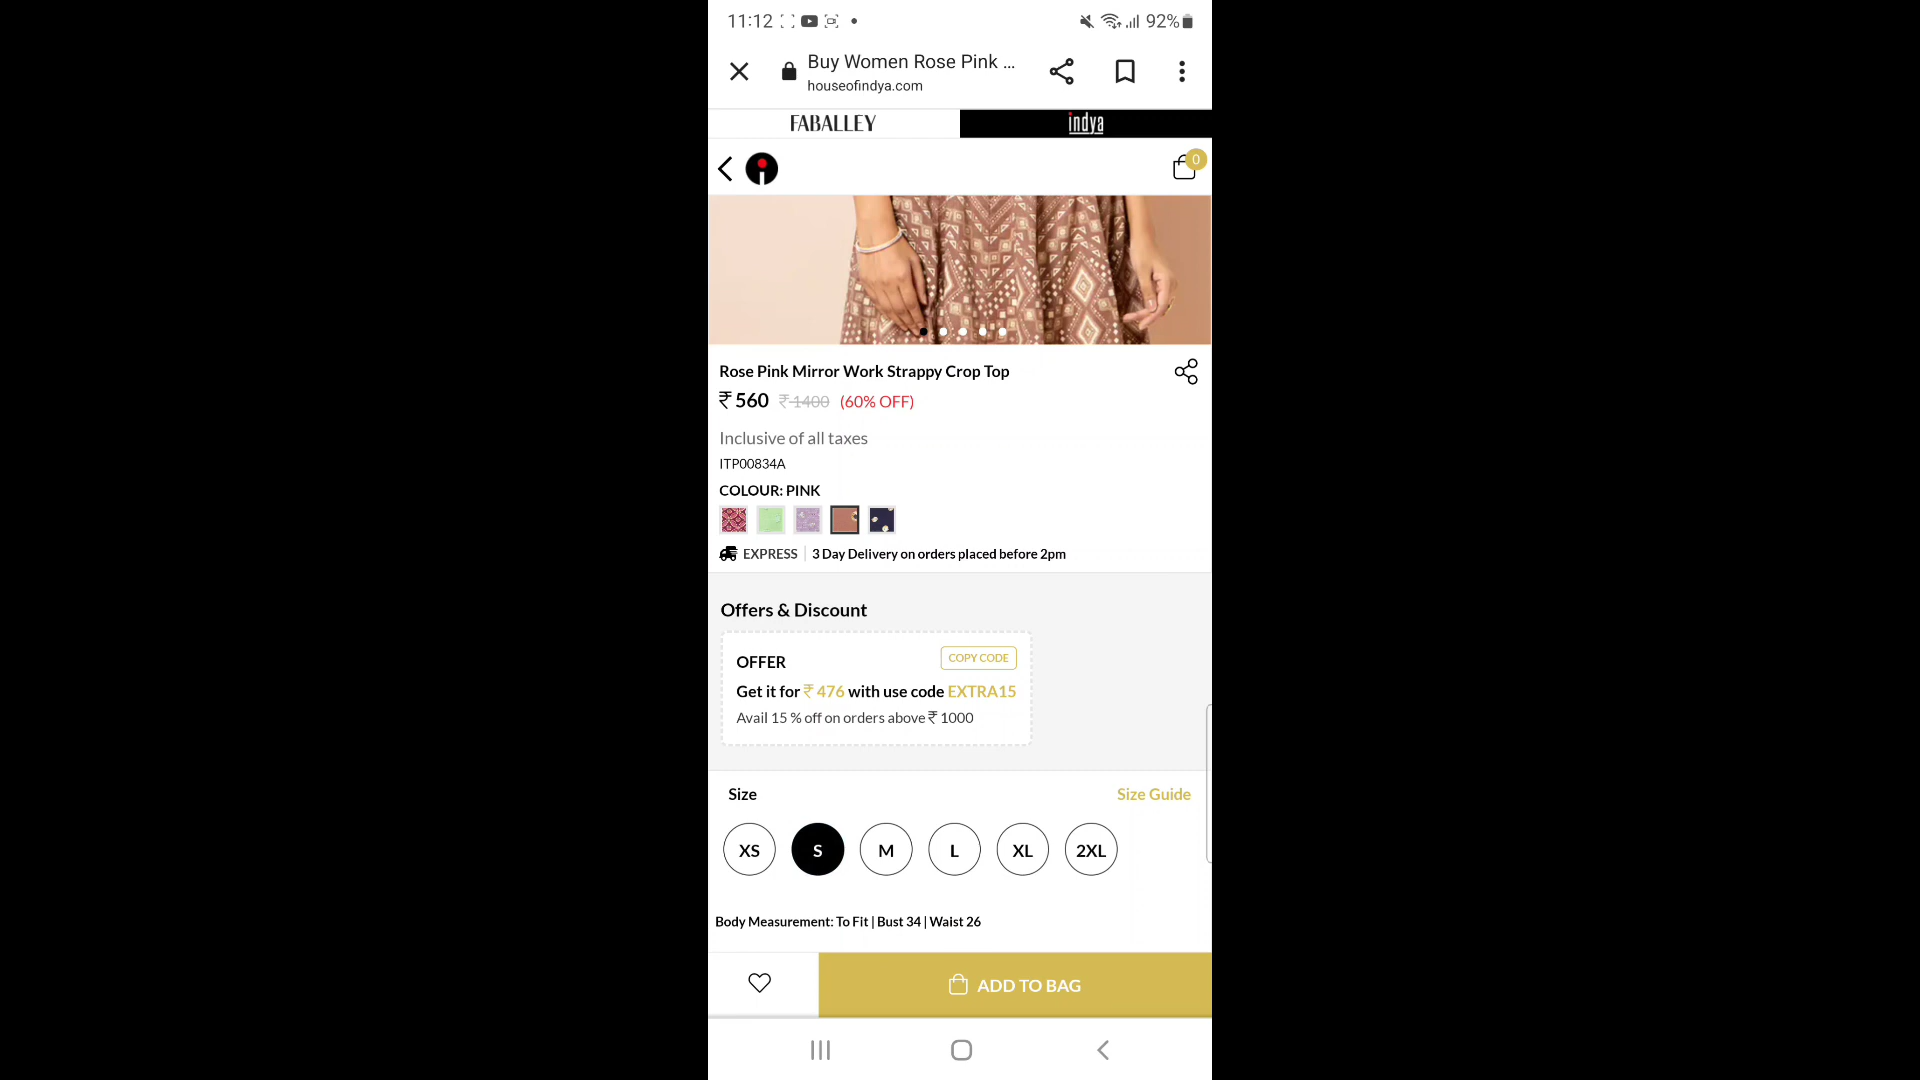 11:12 92%
Buy Women Rose Pink ...
houseofindya.com
FABALLEY indya
0
Rose Pink Mirror Work Strappy Crop Top
₹ 560 ₹ 1400 (60% OFF)
Inclusive of all taxes
ITP00834A
COLOUR: PINK
EXPRESS | 3 Day Delivery on orders placed before 2pm
Offers & Discount
OFFER COPY CODE
Get it for ₹ 476 with use code EXTRA15
Avail 15 % off on orders above ₹ 1000
Size Size Guide
XS S M L XL 2XL
Body Measurement: To Fit | Bust 34 | Waist 26
ADD TO BAG